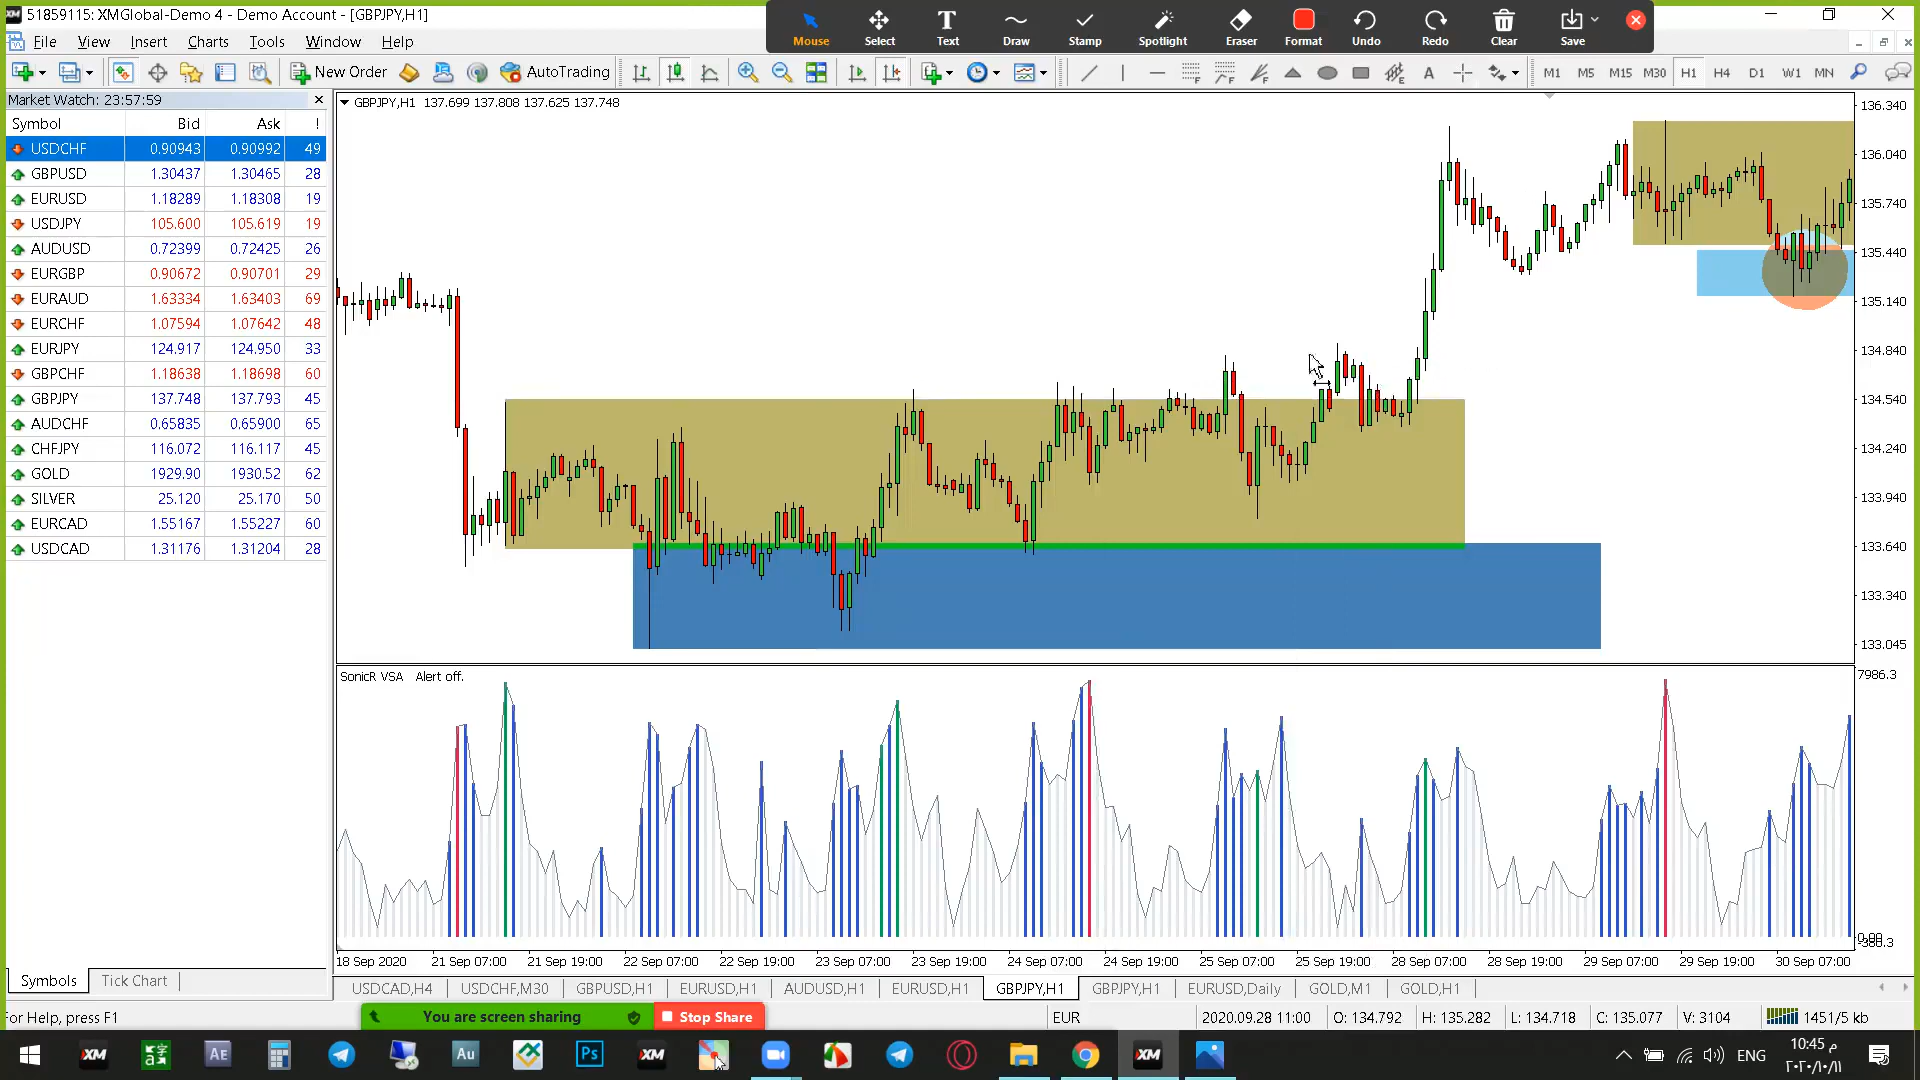 51859115: XMGlobal-Demo 4 - Demo Account - [GBPJPY,H1]
Mouse Select Text Draw Stamp Spotlight Eraser Format Undo Redo Clear Save
File View Insert Charts Tools Window Help
New Order AutoTrading A M1 M5 M15 M30 H1 H4 D1 W1 MN
Market Watch: 23:57:59
Symbol Bid Ask !
USDCHF 0.90943 0.90992 49
GBPUSD 1.30437 1.30465 28
EURUSD 1.18289 1.18308 19
USDJPY 105.600 105.619 19
AUDUSD 0.72399 0.72425 26
EURGBP 0.90672 0.90701 29
EURAUD 1.63334 1.63403 69
EURCHF 1.07594 1.07642 48
EURJPY 124.917 124.950 33
GBPCHF 1.18638 1.18698 60
GBPJPY 137.748 137.793 45
AUDCHF 0.65835 0.65900 65
CHFJPY 116.072 116.117 45
GOLD 1929.90 1930.52 62
SILVER 25.120 25.170 50
EURCAD 1.55167 1.55227 60
USDCAD 1.31176 1.31204 28
Symbols Tick Chart
GBPJPY,H1 137.699 137.808 137.625 137.748
136.340
136.040
135.740
135.440
135.140
134.840
134.540
134.240
133.940
133.640
133.340
133.045
SonicR VSA Alert off.
7986.3
18 Sep 2020 21 Sep 07:00 21 Sep 19:00 22 Sep 07:00 22 Sep 19:00 23 Sep 07:00 23 Sep 19:00 24 Sep 07:00 24 Sep 19:00 25 Sep 07:00 25 Sep 19:00 28 Sep 07:00 28 Sep 19:00 29 Sep 07:00 29 Sep 19:00 30 Sep 07:00
USDCAD,H4 USDCHF,M30 GBPUSD,H1 EURUSD,H1 AUDUSD,H1 EURUSD,H1 GBPJPY,H1 GBPJPY,H1 EURUSD,Daily GOLD,M1 GOLD,H1
For Help, press F1
You are screen sharing Stop Share
EUR 2020.09.28 11:00 O: 134.792 H: 135.282 L: 134.718 C: 135.077 V: 3104 1451/5 kb
XM Ae Au Ps XM XM
ENG
10:45 م
٢٠٢٠/١٠/١١